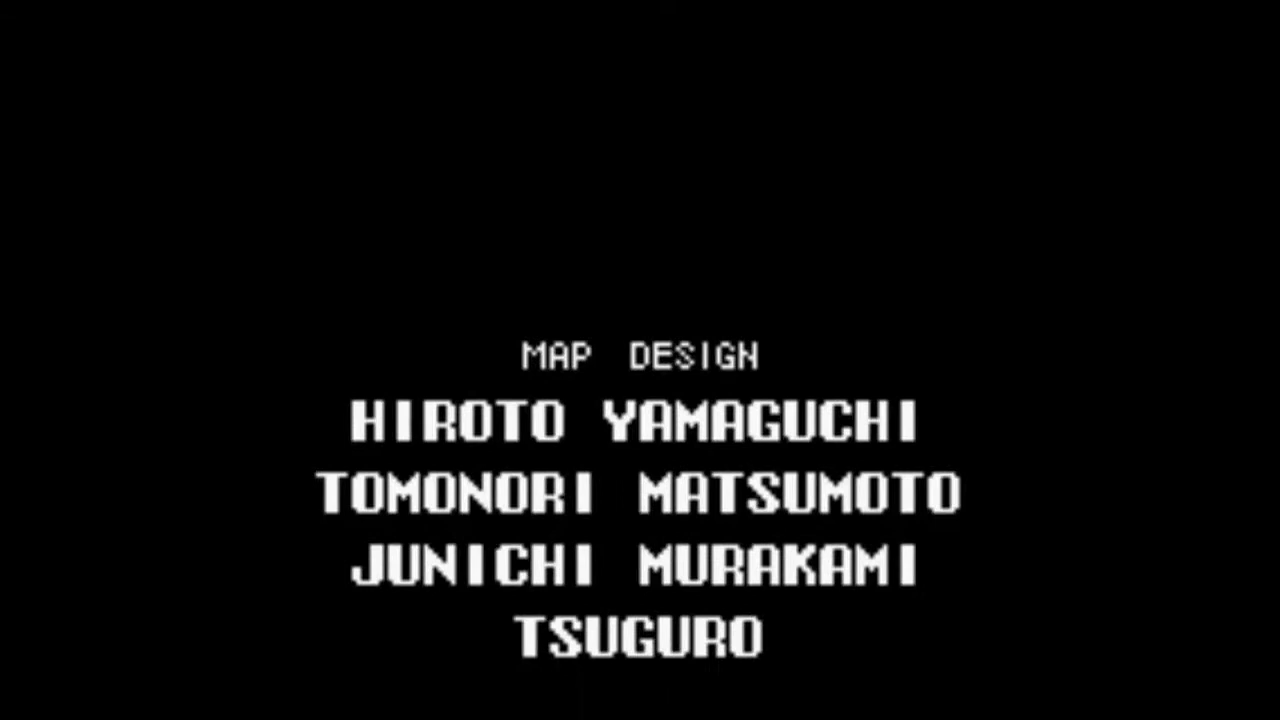 MAP DESIGN
HIROTO YAMAGUCHI
TOMONORI MATSUMOTO
JUNICHI MURAKAMI
TSUGURO